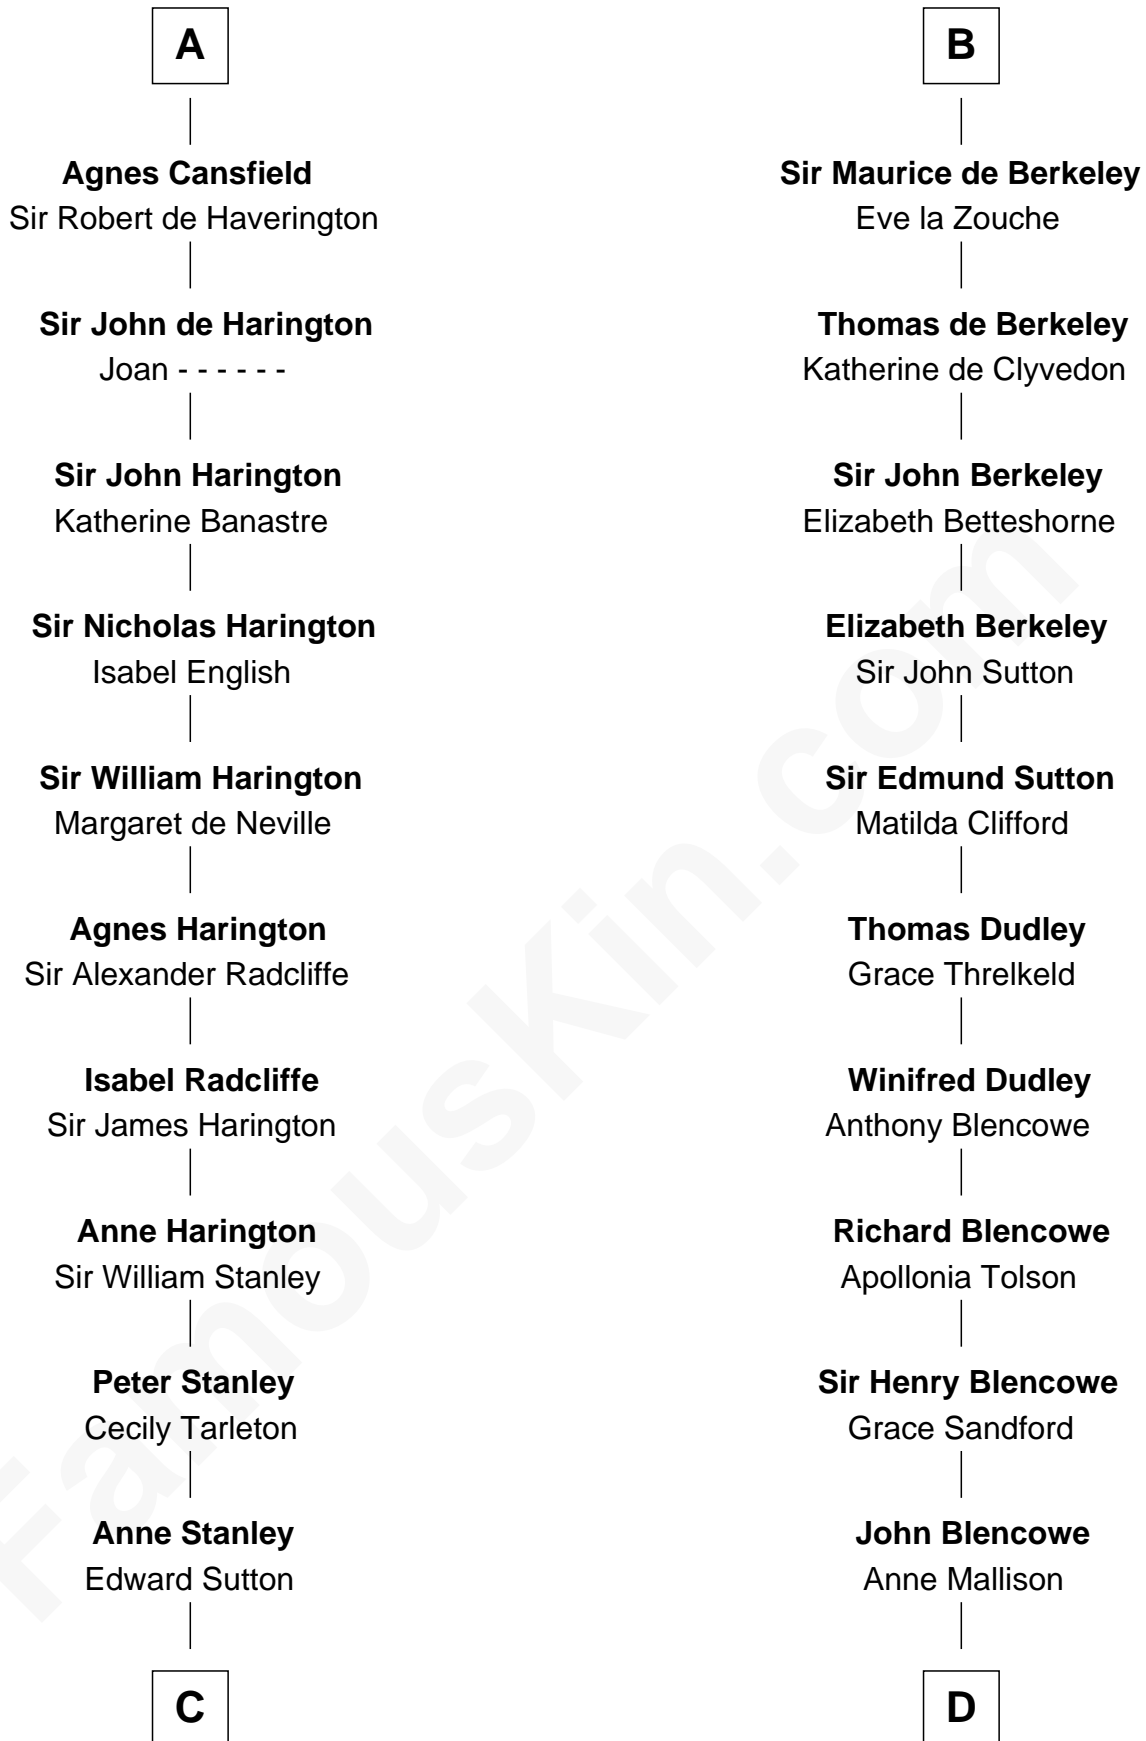 A
Agnes Cansfield
Sir Robert de Haverington
Sir John de Harington
Joan - - - - - -
Sir John Harington
Katherine Banastre
Sir Nicholas Harington
Isabel English
Sir William Harington
Margaret de Neville
Agnes Harington
Sir Alexander Radcliffe
Isabel Radcliffe
Sir James Harington
Anne Harington
Sir William Stanley
Peter Stanley
Cecily Tarleton
Anne Stanley
Edward Sutton
C
B
Sir Maurice de Berkeley
Eve la Zouche
Thomas de Berkeley
Katherine de Clyvedon
Sir John Berkeley
Elizabeth Betteshorne
Elizabeth Berkeley
Sir John Sutton
Sir Edmund Sutton
Matilda Clifford
Thomas Dudley
Grace Threlkeld
Winifred Dudley
Anthony Blencowe
Richard Blencowe
Apollonia Tolson
Sir Henry Blencowe
Grace Sandford
John Blencowe
Anne Mallison
D
FamousKin.com